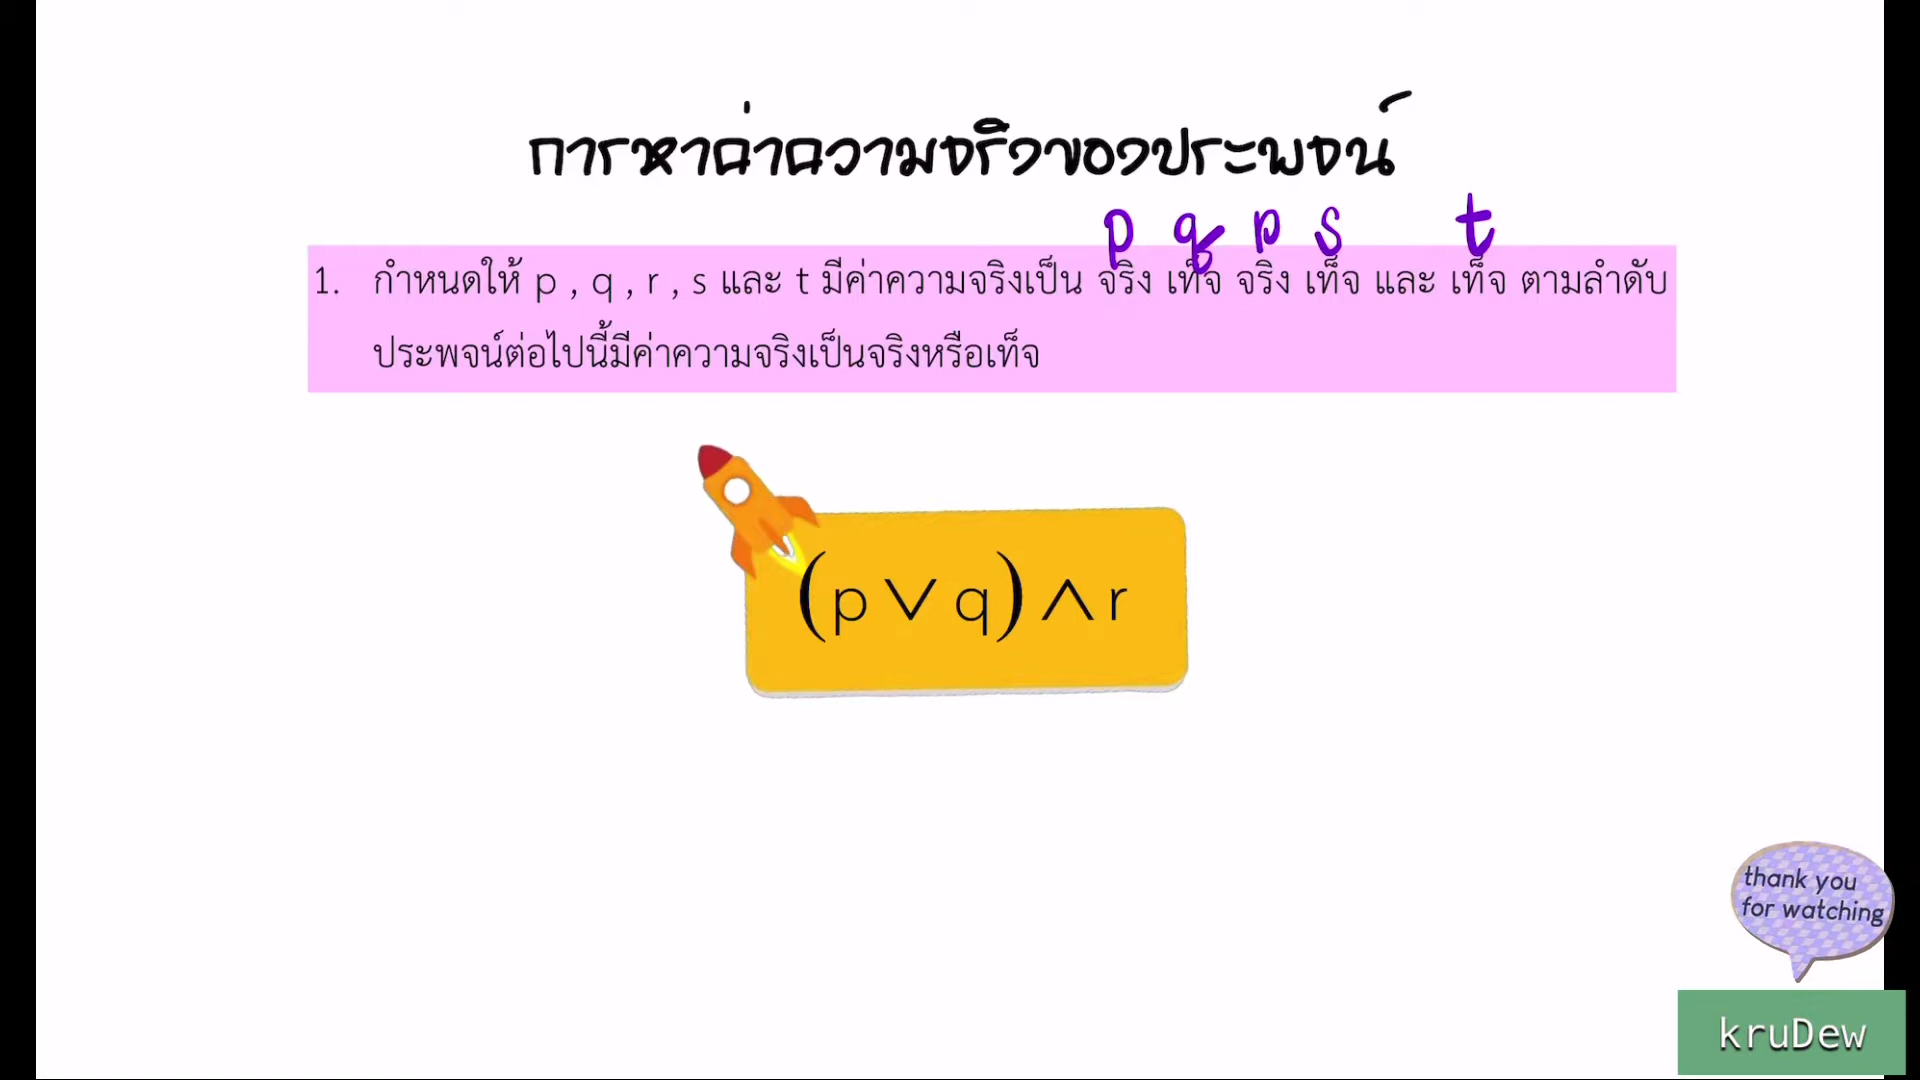 การหาค่าความจริงของประพจน์
p q p s t
1. กำหนดให้ p , q , r , s และ t มีค่าความจริงเป็น จริง เท็จ จริง เท็จ และ เท็จ ตามลำดับ
ประพจน์ต่อไปนี้มีค่าความจริงเป็นจริงหรือเท็จ
(p ∨ q) ∧ r
thank you
for watching
kruDew